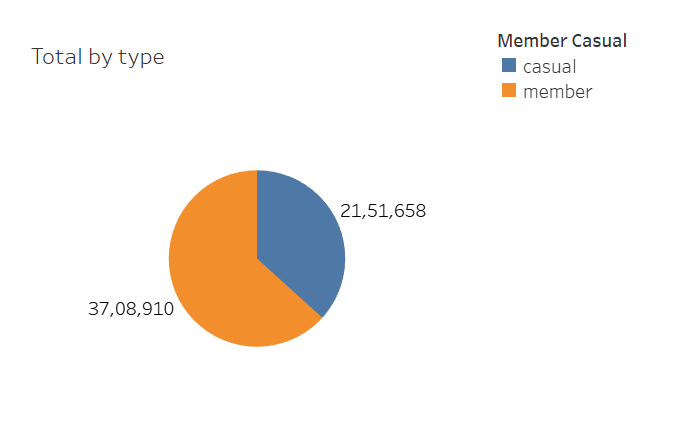 Total by type
Member Casual
casual
member
21,51,658
37,08,910